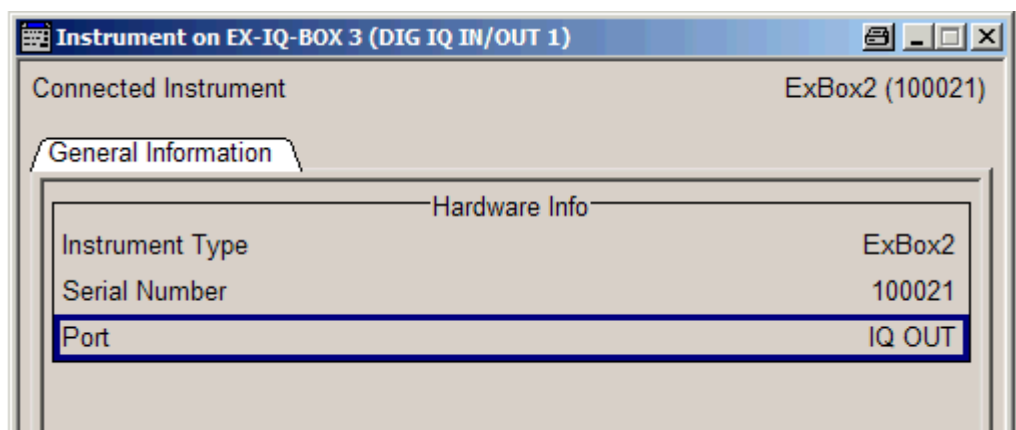 Instrument on EX-IQ-BOX 3 (DIG IQ IN/OUT 1)
Connected Instrument ExBox2 (100021)
General Information
Hardware Info
Instrument Type ExBox2
Serial Number 100021
Port IQ OUT